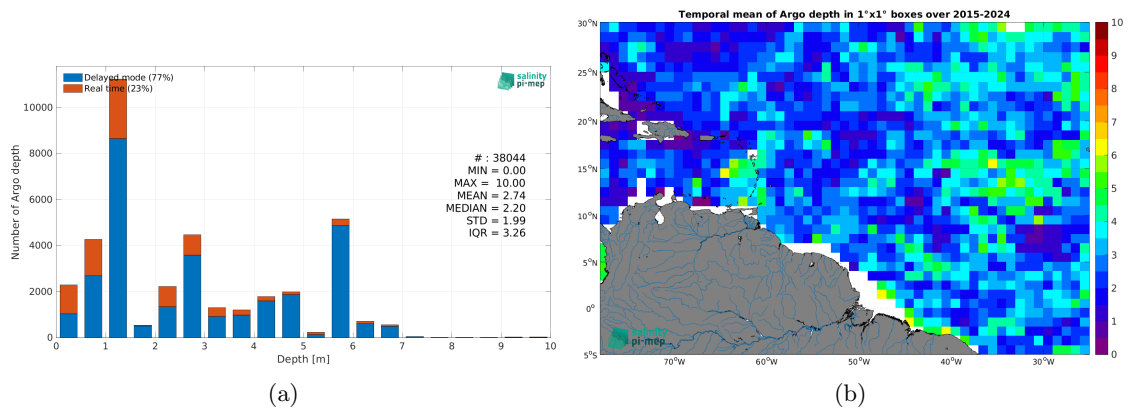 Delayed mode (77%)
Real time (23%)
salinity
pi-mep
Number of Argo depth
10000
8000
6000
4000
2000
0
# : 38044
MIN = 0.00
MAX = 10.00
MEAN = 2.74
MEDIAN = 2.20
STD = 1.99
IQR = 3.26
0 1 2 3 4 5 6 7 8 9 10
Depth [m]
(a)
Temporal mean of Argo depth in 1°x1° boxes over 2015-2024
30°N
25°N
20°N
15°N
10°N
5°N
0°
5°S
70°W 60°W 50°W 40°W 30°W
salinity
pi-mep
10
9
8
7
6
5
4
3
2
1
0
(b)